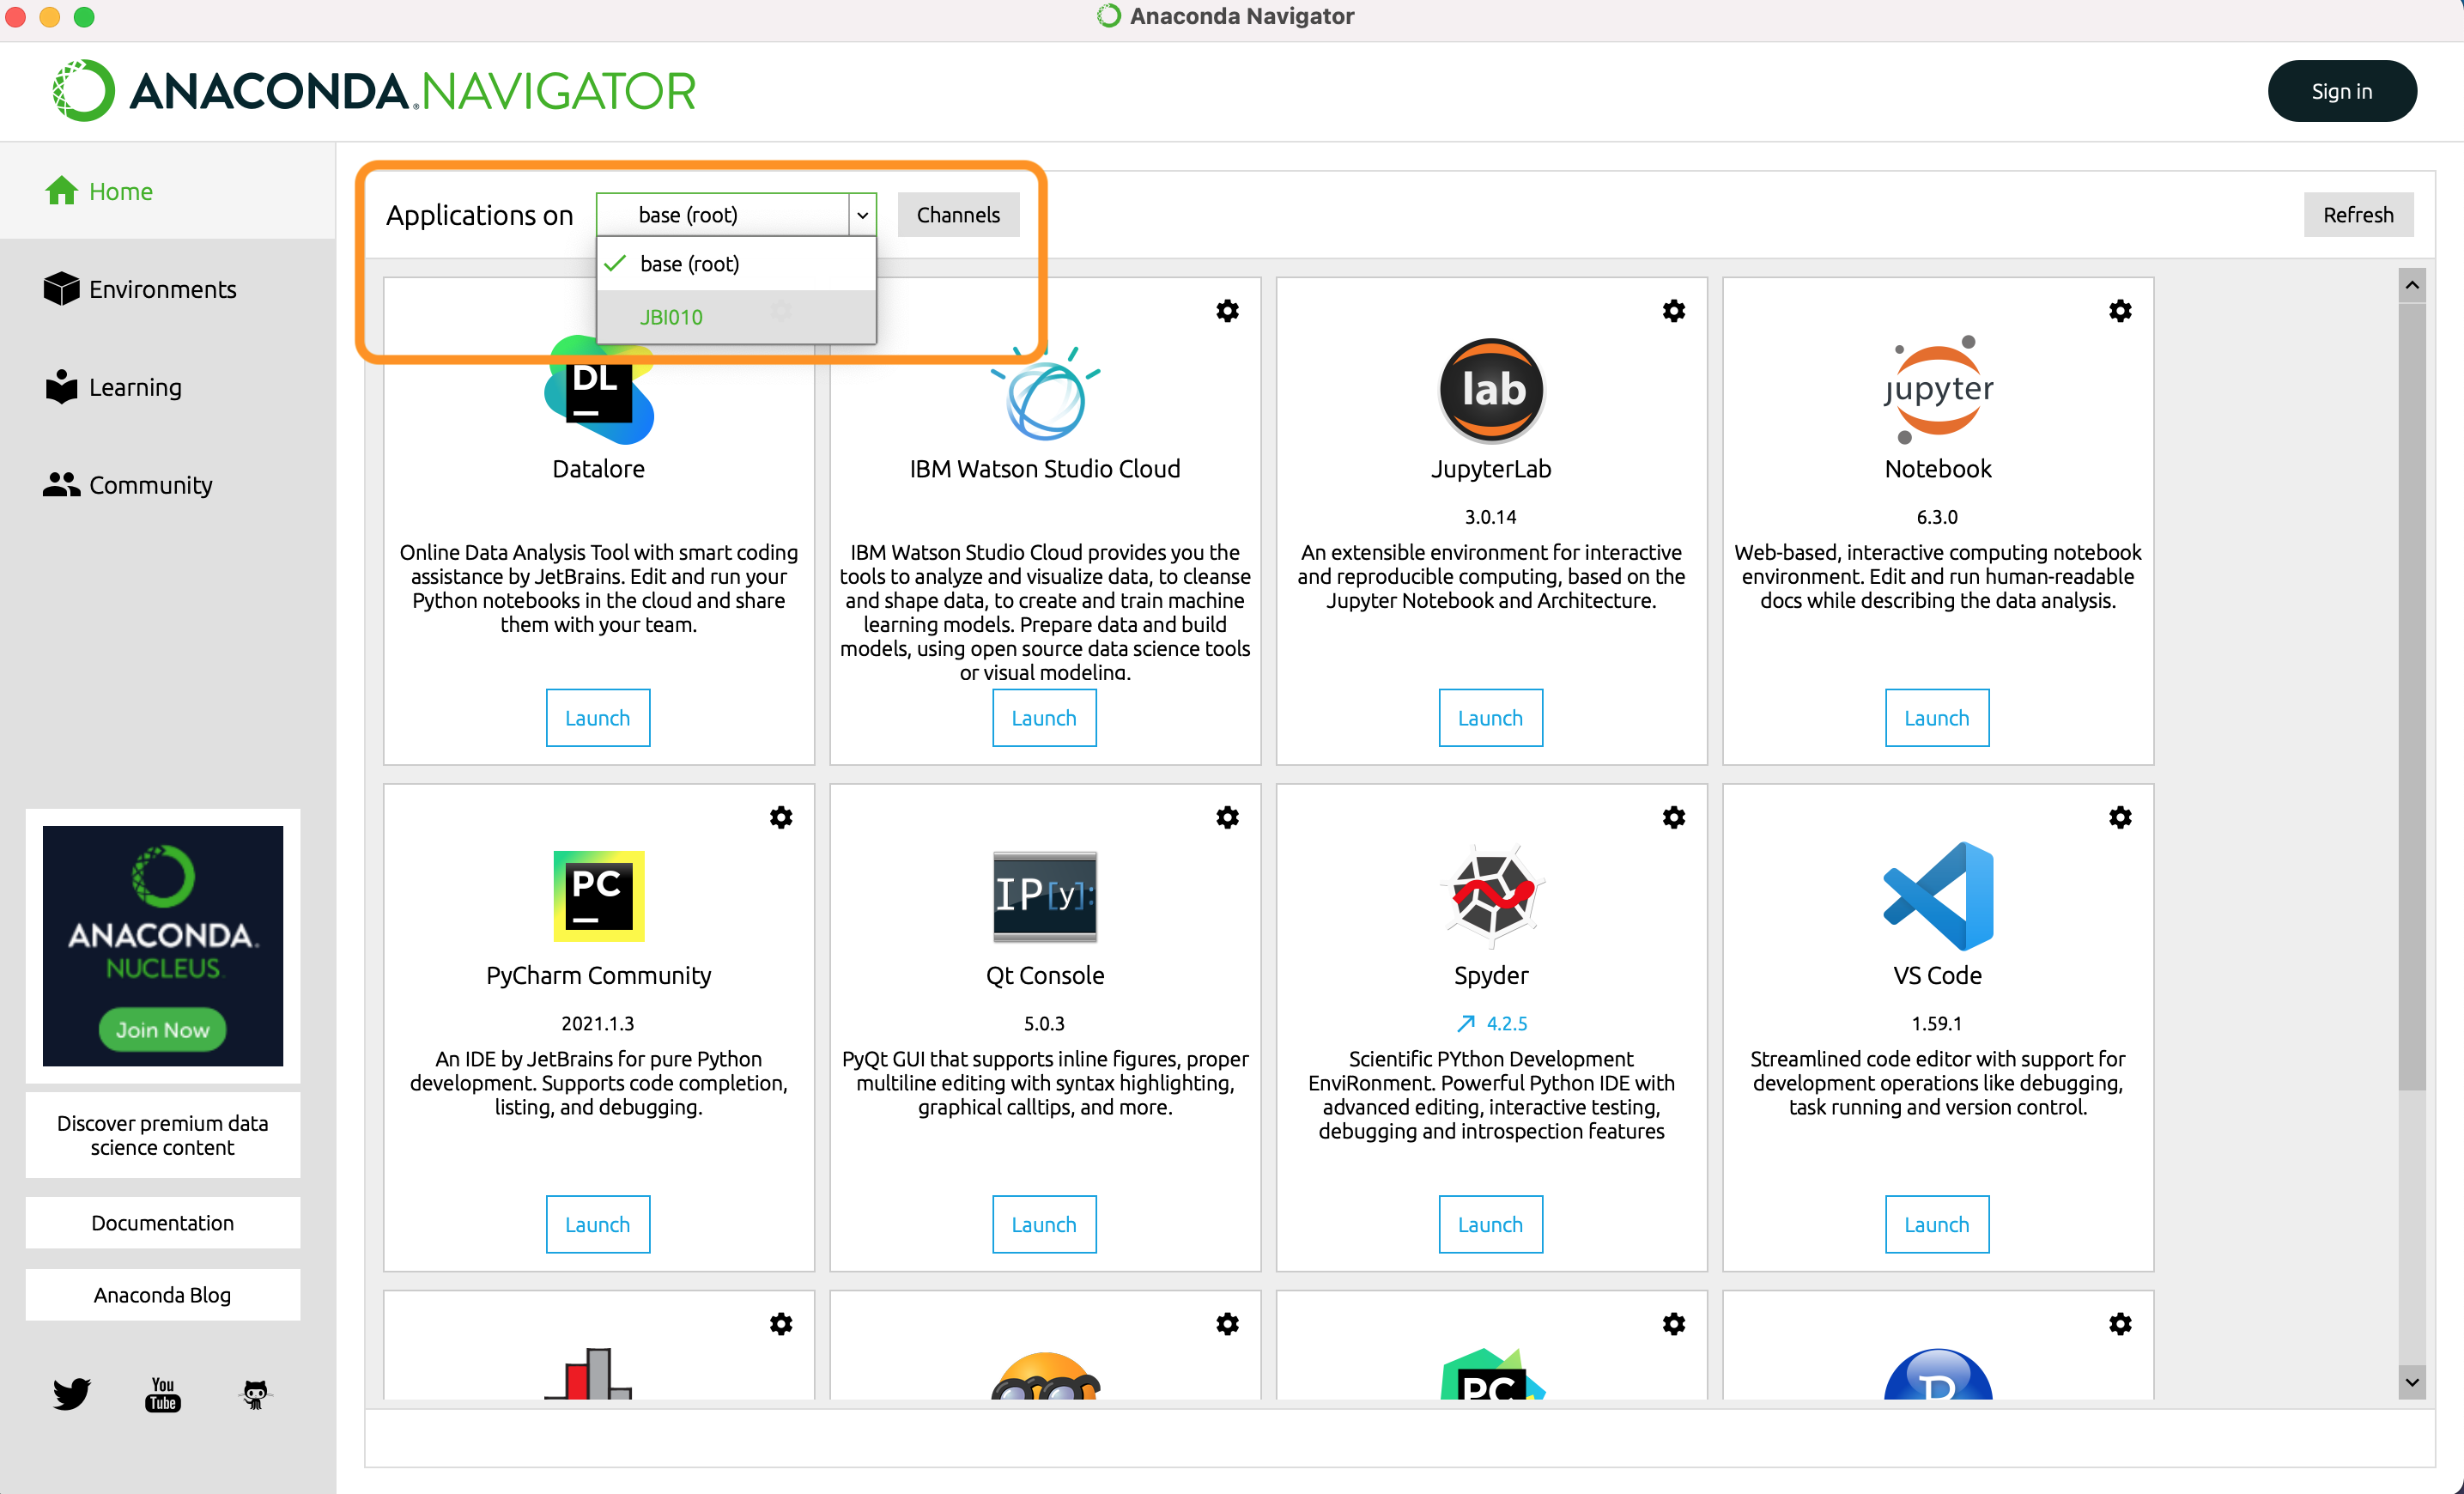 Anaconda Navigator
ANACONDA.NAVIGATOR
Sign in
Home
Environments
Learning
Community
ANACONDA.
NUCLEUS
Join Now
Discover premium data
science content
Documentation
Anaconda Blog
You
Tube
Applications on
base (root)
Channels
Refresh
base (root)
JBI010
DL
Datalore
Online Data Analysis Tool with smart coding
assistance by JetBrains. Edit and run your
Python notebooks in the cloud and share
them with your team.
Launch
IBM Watson Studio Cloud
IBM Watson Studio Cloud provides you the
tools to analyze and visualize data, to cleanse
and shape data, to create and train machine
learning models. Prepare data and build
models, using open source data science tools
or visual modeling.
Launch
lab
JupyterLab
3.0.14
An extensible environment for interactive
and reproducible computing, based on the
Jupyter Notebook and Architecture.
Launch
jupyter
Notebook
6.3.0
Web-based, interactive computing notebook
environment. Edit and run human-readable
docs while describing the data analysis.
Launch
PC
PyCharm Community
2021.1.3
An IDE by JetBrains for pure Python
development. Supports code completion,
listing, and debugging.
Launch
IP[y]:
Qt Console
5.0.3
PyQt GUI that supports inline figures, proper
multiline editing with syntax highlighting,
graphical calltips, and more.
Launch
Spyder
4.2.5
Scientific PYthon Development
EnviRonment. Powerful Python IDE with
advanced editing, interactive testing,
debugging and introspection features
Launch
VS Code
1.59.1
Streamlined code editor with support for
development operations like debugging,
task running and version control.
Launch
PC
R